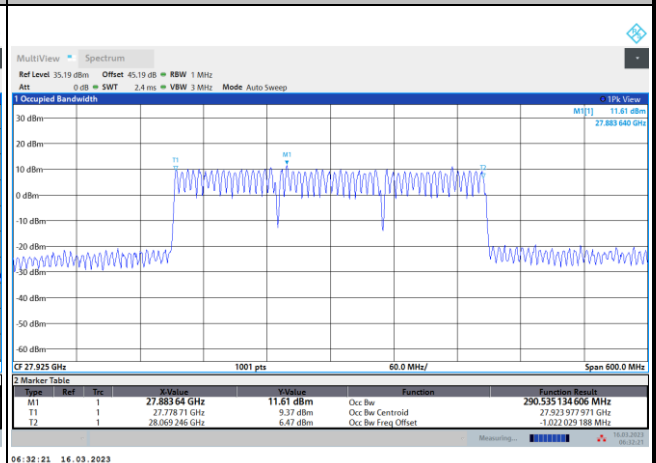 MultiView Spectrum
Ref Level 35.19 dBm Offset 45.19 dB RBW 1 MHz
Att 0 dB SWT 2.4 ms VBW 3 MHz Mode Auto Sweep
1 Occupied Bandwidth 1Pk View
M1[1] 11.61 dBm
27.883 640 GHz
30 dBm
20 dBm
T1 M1 T2
10 dBm
0 dBm
-10 dBm
-20 dBm
-30 dBm
-40 dBm
-50 dBm
-60 dBm
CF 27.925 GHz 1001 pts 60.0 MHz/ Span 600.0 MHz
2 Marker Table
Type Ref Trc X-Value Y-Value Function Function Result
M1 1 27.883 64 GHz 11.61 dBm Occ Bw 290.535 134 606 MHz
T1 1 27.778 71 GHz 9.37 dBm Occ Bw Centroid 27.923 977 971 GHz
T2 1 28.069 246 GHz 6.47 dBm Occ Bw Freq Offset -1.022 029 188 MHz
Measuring... 16.03.2023
06:32:21
06:32:21 16.03.2023